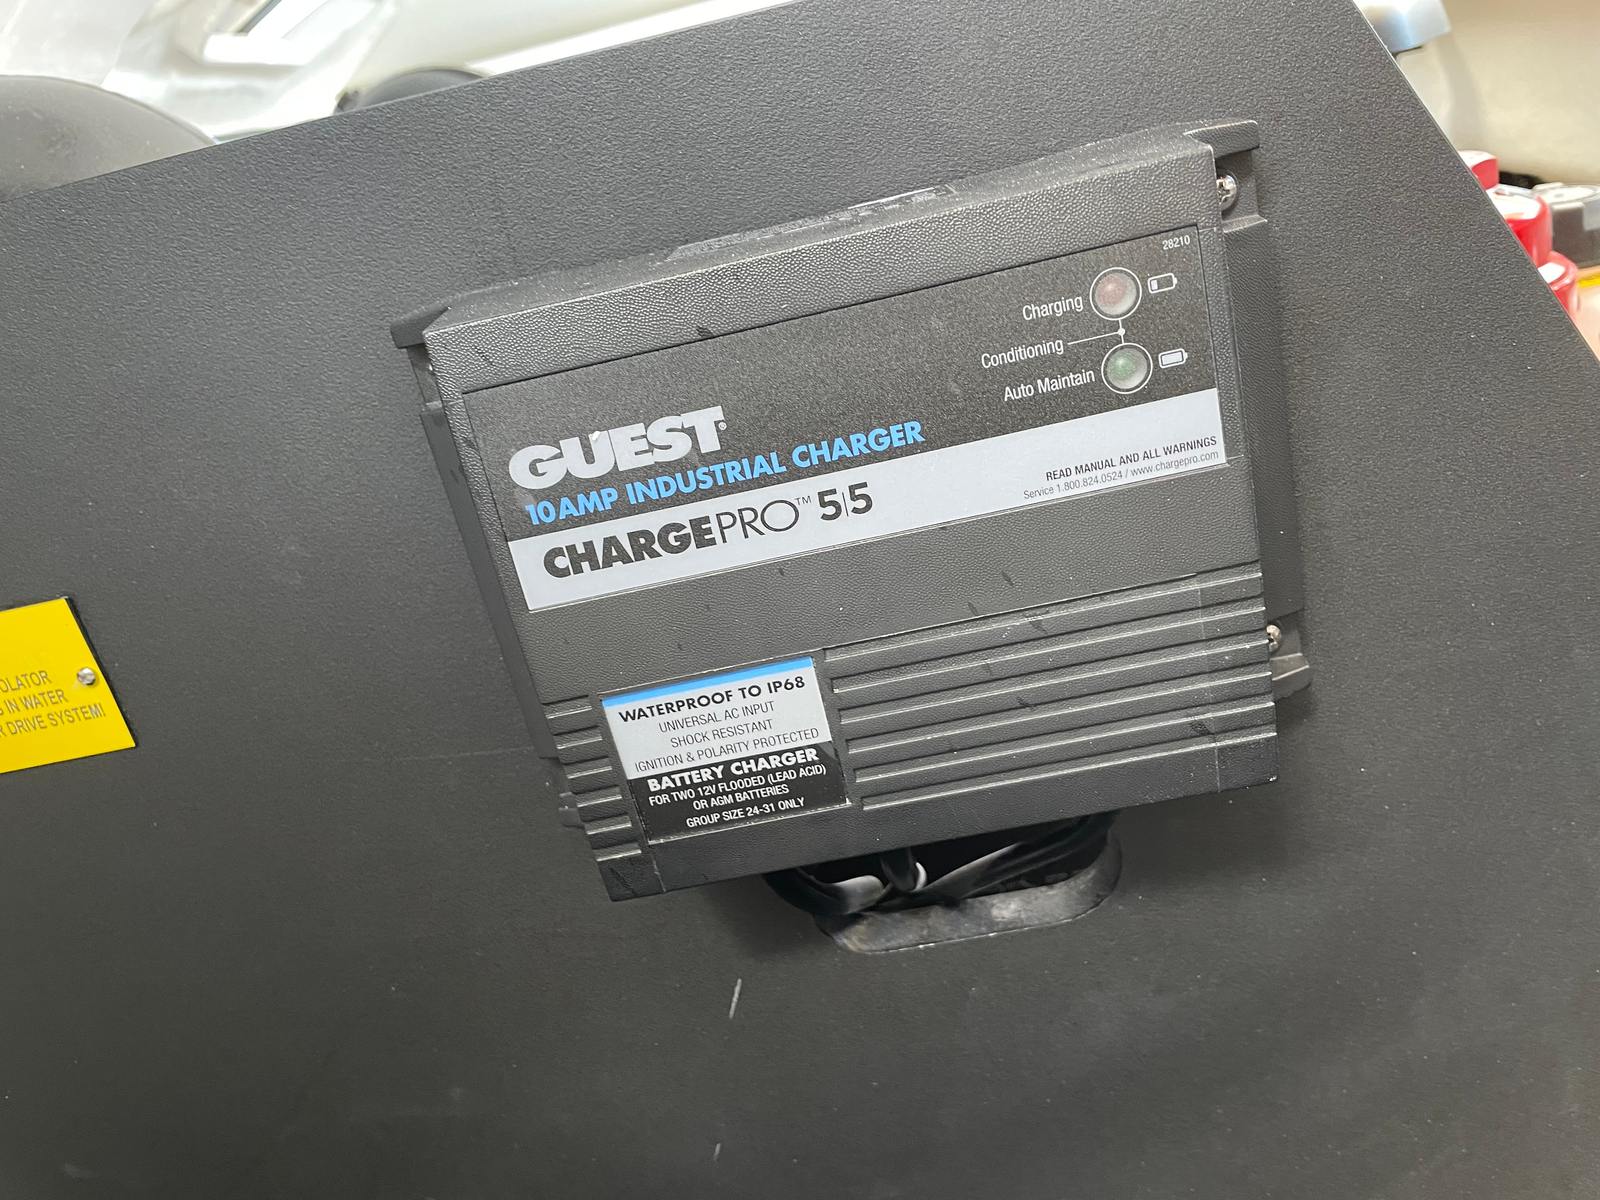 28210
Charging
Conditioning
Auto Maintain
GUEST®
10 AMP INDUSTRIAL CHARGER
CHARGEPRO™ 5|5
READ MANUAL AND ALL WARNINGS
Service 1.800.824.0524 / www.chargepro.com
WATERPROOF TO IP68
UNIVERSAL AC INPUT
SHOCK RESISTANT
IGNITION & POLARITY PROTECTED
BATTERY CHARGER
FOR TWO 12V FLOODED (LEAD ACID)
OR AGM BATTERIES
GROUP SIZE 24-31 ONLY
OLATOR
IN WATER
DRIVE SYSTEM!